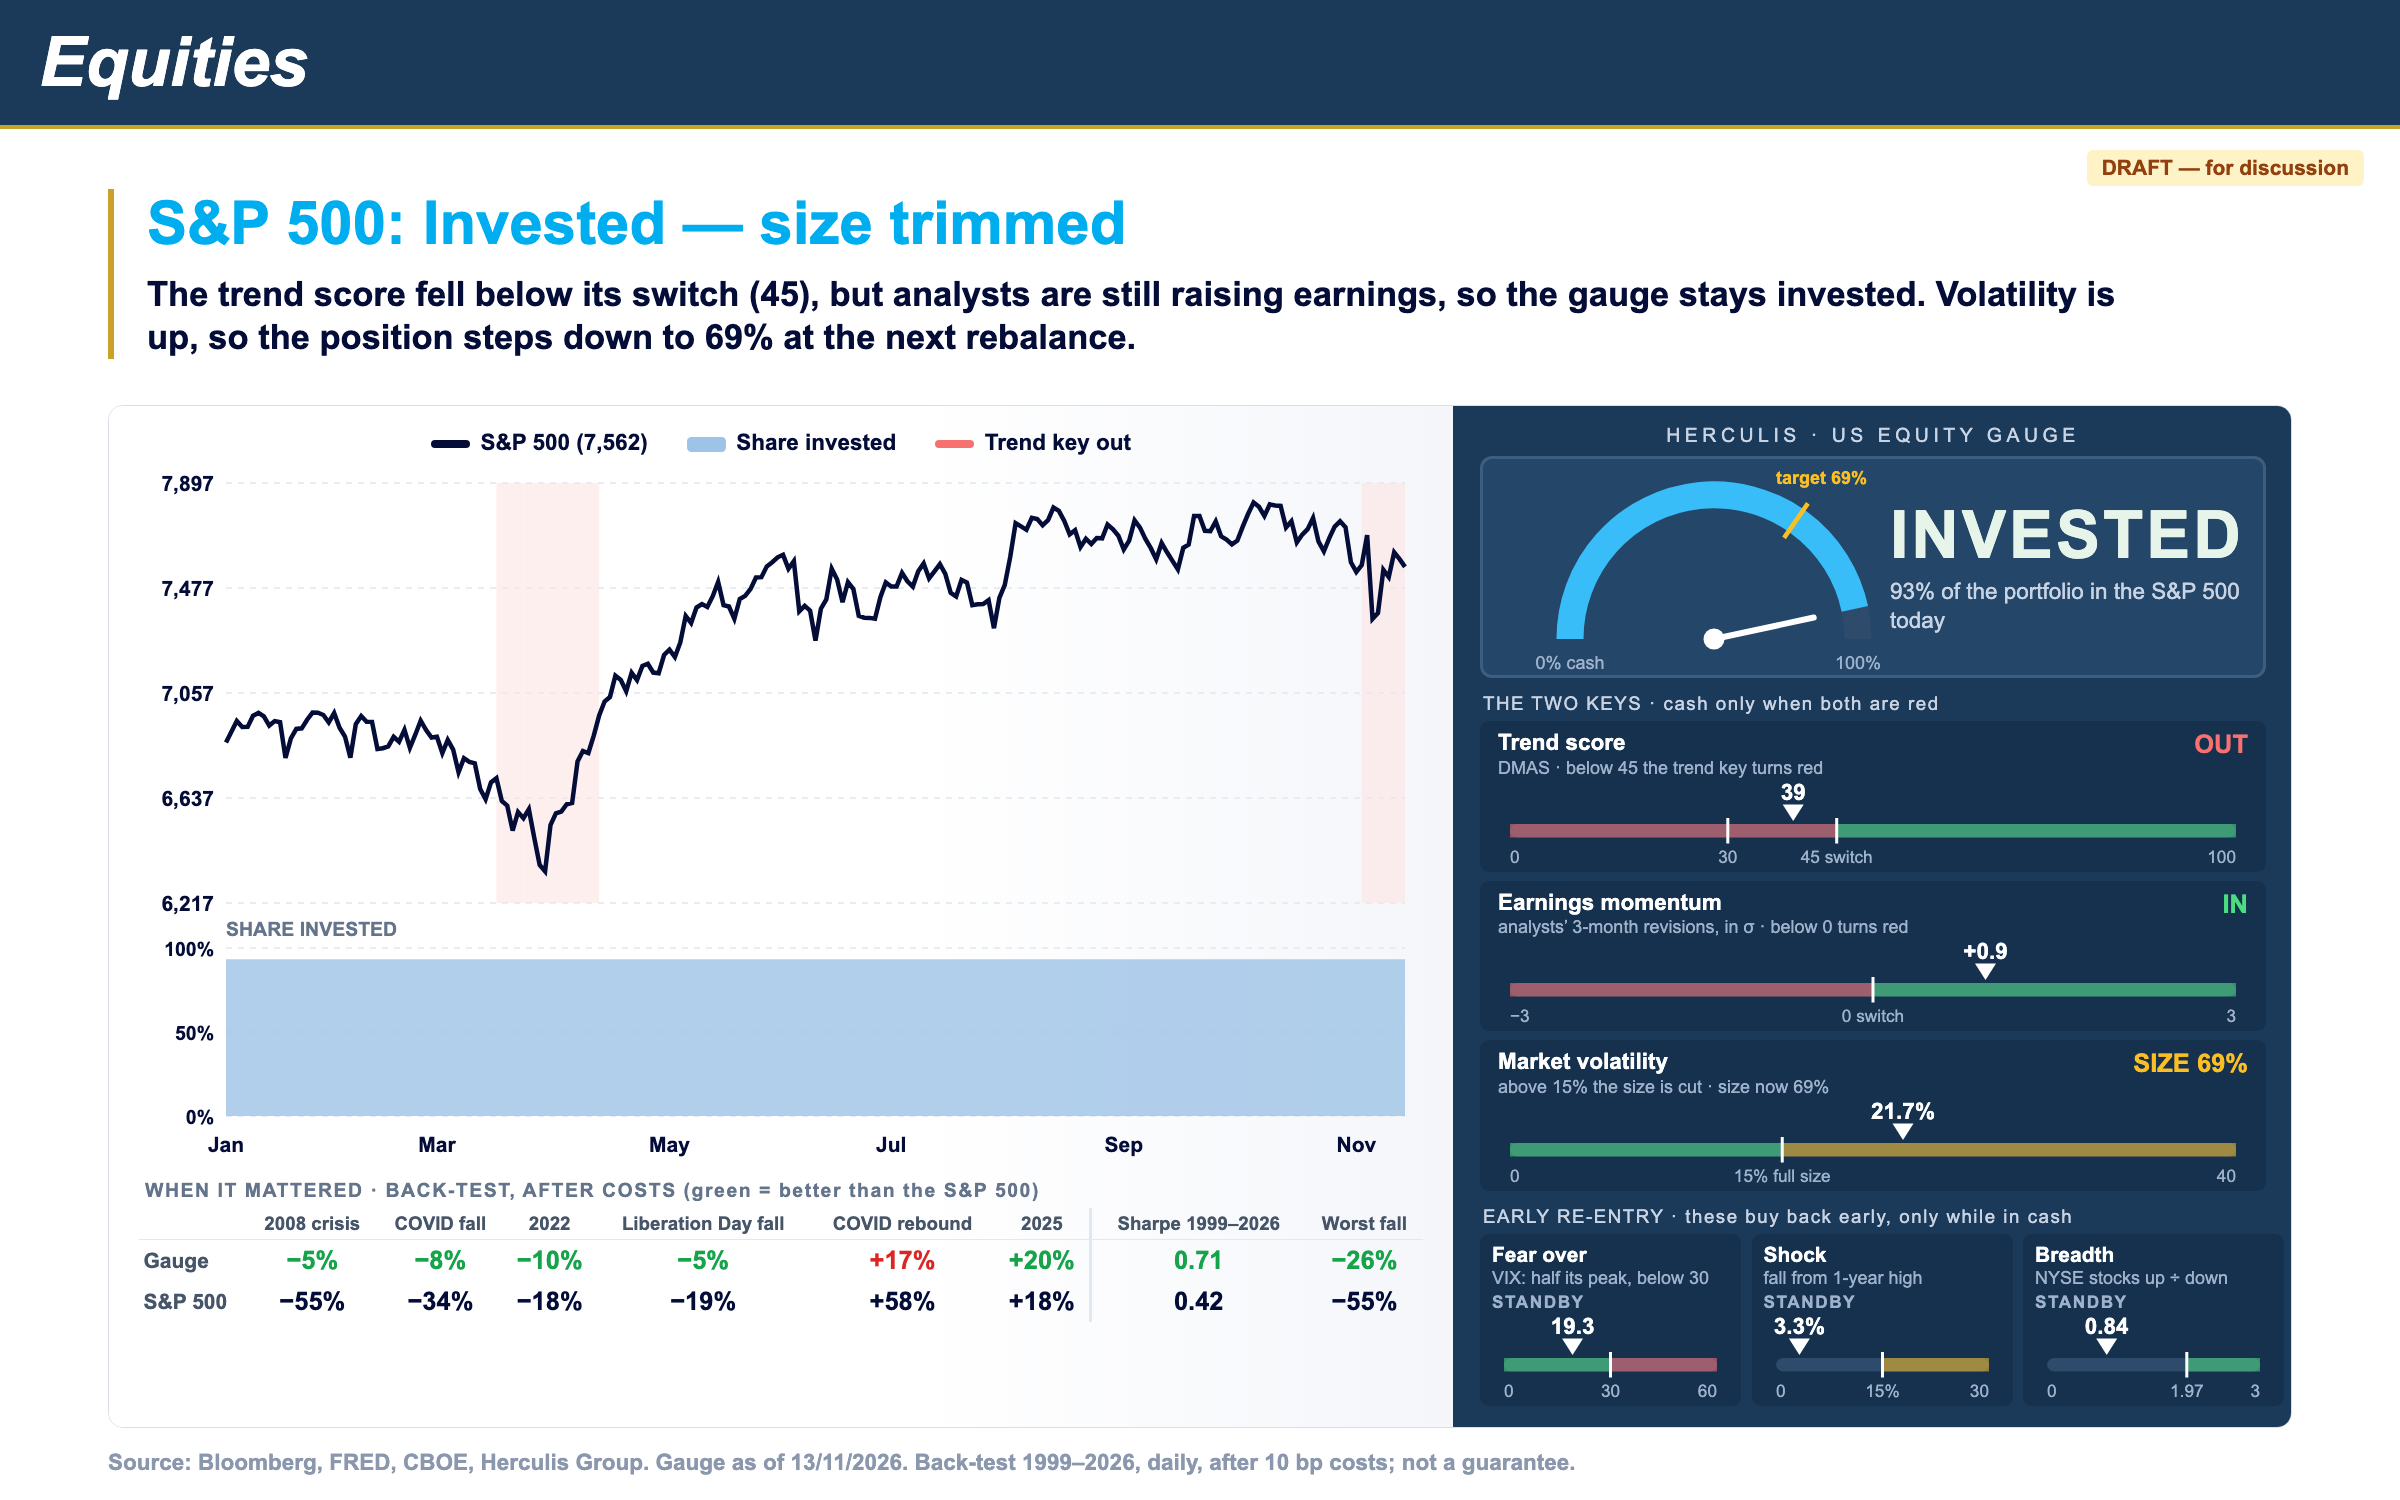 Equities
DRAFT — for discussion
S&P 500: Invested — size trimmed
The trend score fell below its switch (45), but analysts are still raising earnings, so the gauge stays invested. Volatility is
up, so the position steps down to 69% at the next rebalance.
S&P 500 (7,562) Share invested Trend key out
7,897
7,477
7,057
6,637
6,217
SHARE INVESTED
100%
50%
0%
Jan Mar May Jul Sep Nov
WHEN IT MATTERED · BACK-TEST, AFTER COSTS (green = better than the S&P 500)
2008 crisis COVID fall 2022 Liberation Day fall COVID rebound 2025 Sharpe 1999–2026 Worst fall
Gauge −5% −8% −10% −5% +17% +20% 0.71 −26%
S&P 500 −55% −34% −18% −19% +58% +18% 0.42 −55%
HERCULIS · US EQUITY GAUGE
target 69%
INVESTED
93% of the portfolio in the S&P 500
today
0% cash 100%
THE TWO KEYS · cash only when both are red
Trend score OUT
DMAS · below 45 the trend key turns red
39
0 30 45 switch 100
Earnings momentum IN
analysts’ 3-month revisions, in σ · below 0 turns red
+0.9
−3 0 switch 3
Market volatility SIZE 69%
above 15% the size is cut · size now 69%
21.7%
0 15% full size 40
EARLY RE-ENTRY · these buy back early, only while in cash
Fear over
VIX: half its peak, below 30
STANDBY
19.3
0 30 60
Shock
fall from 1-year high
STANDBY
3.3%
0 15% 30
Breadth
NYSE stocks up ÷ down
STANDBY
0.84
0 1.97 3
Source: Bloomberg, FRED, CBOE, Herculis Group. Gauge as of 13/11/2026. Back-test 1999–2026, daily, after 10 bp costs; not a guarantee.